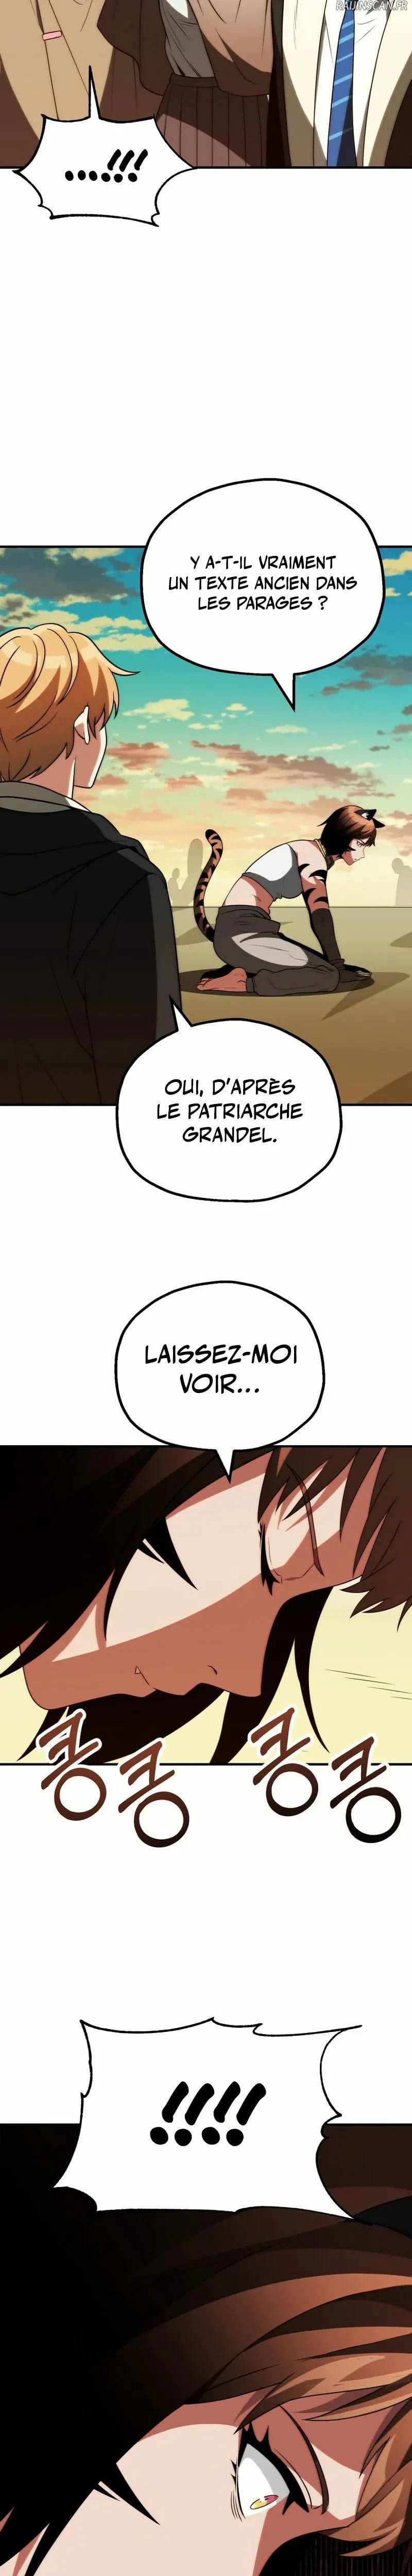 RAIJINSCAN.FR
.....!!!
Y A-T-IL VRAIMENT
UN TEXTE ANCIEN DANS
LES PARAGES ?
OUI, D'APRÈS
LE PATRIARCHE
GRANDEL.
LAISSEZ-MOI
VOIR...
킁킁 킁킁
!!!!